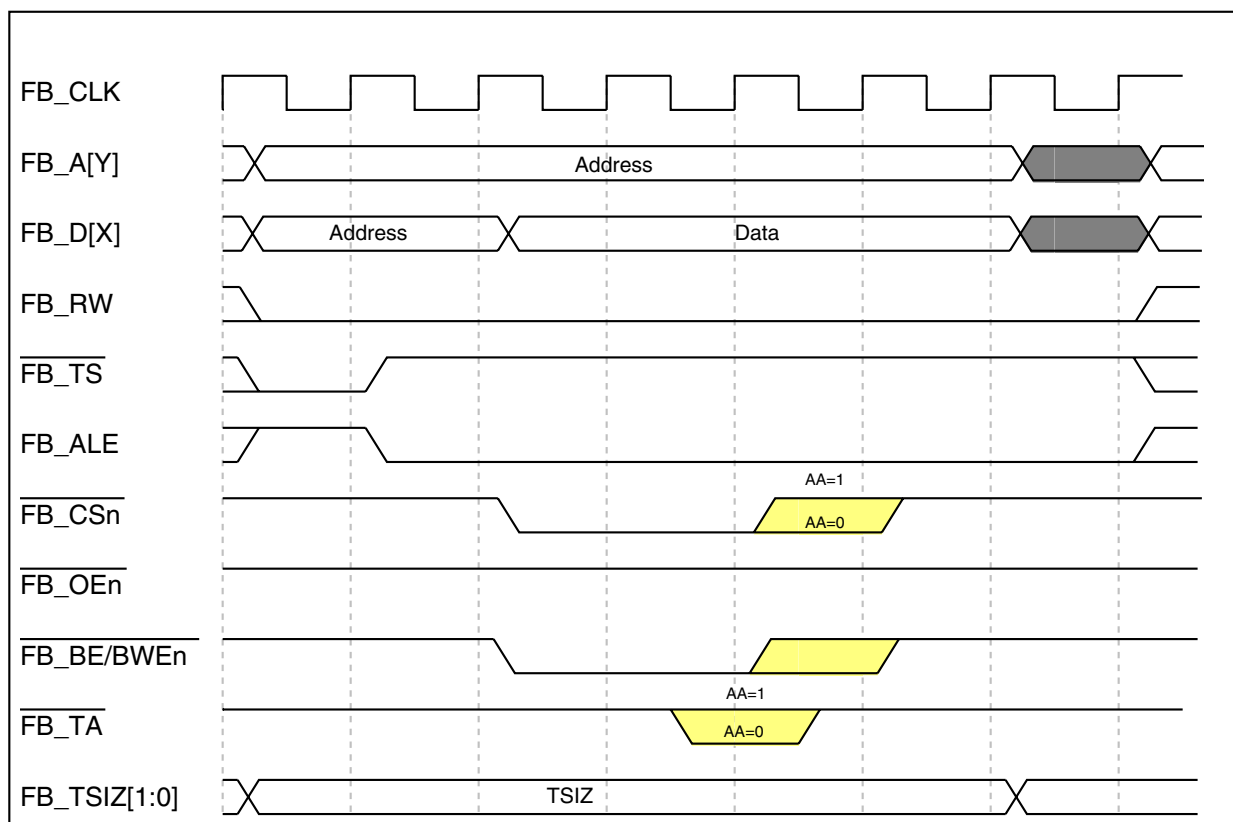 FB_CLK
FB_A[Y]
Address
FB_D[X]
Address
Data
FB_RW
FB_TS
FB_ALE
AA=1
FB_CSn
AA=0
FB_OEn
FB_BE/BWEn
AA=1
FB_TA
AA=0
FB_TSIZ[1:0]
TSIZ